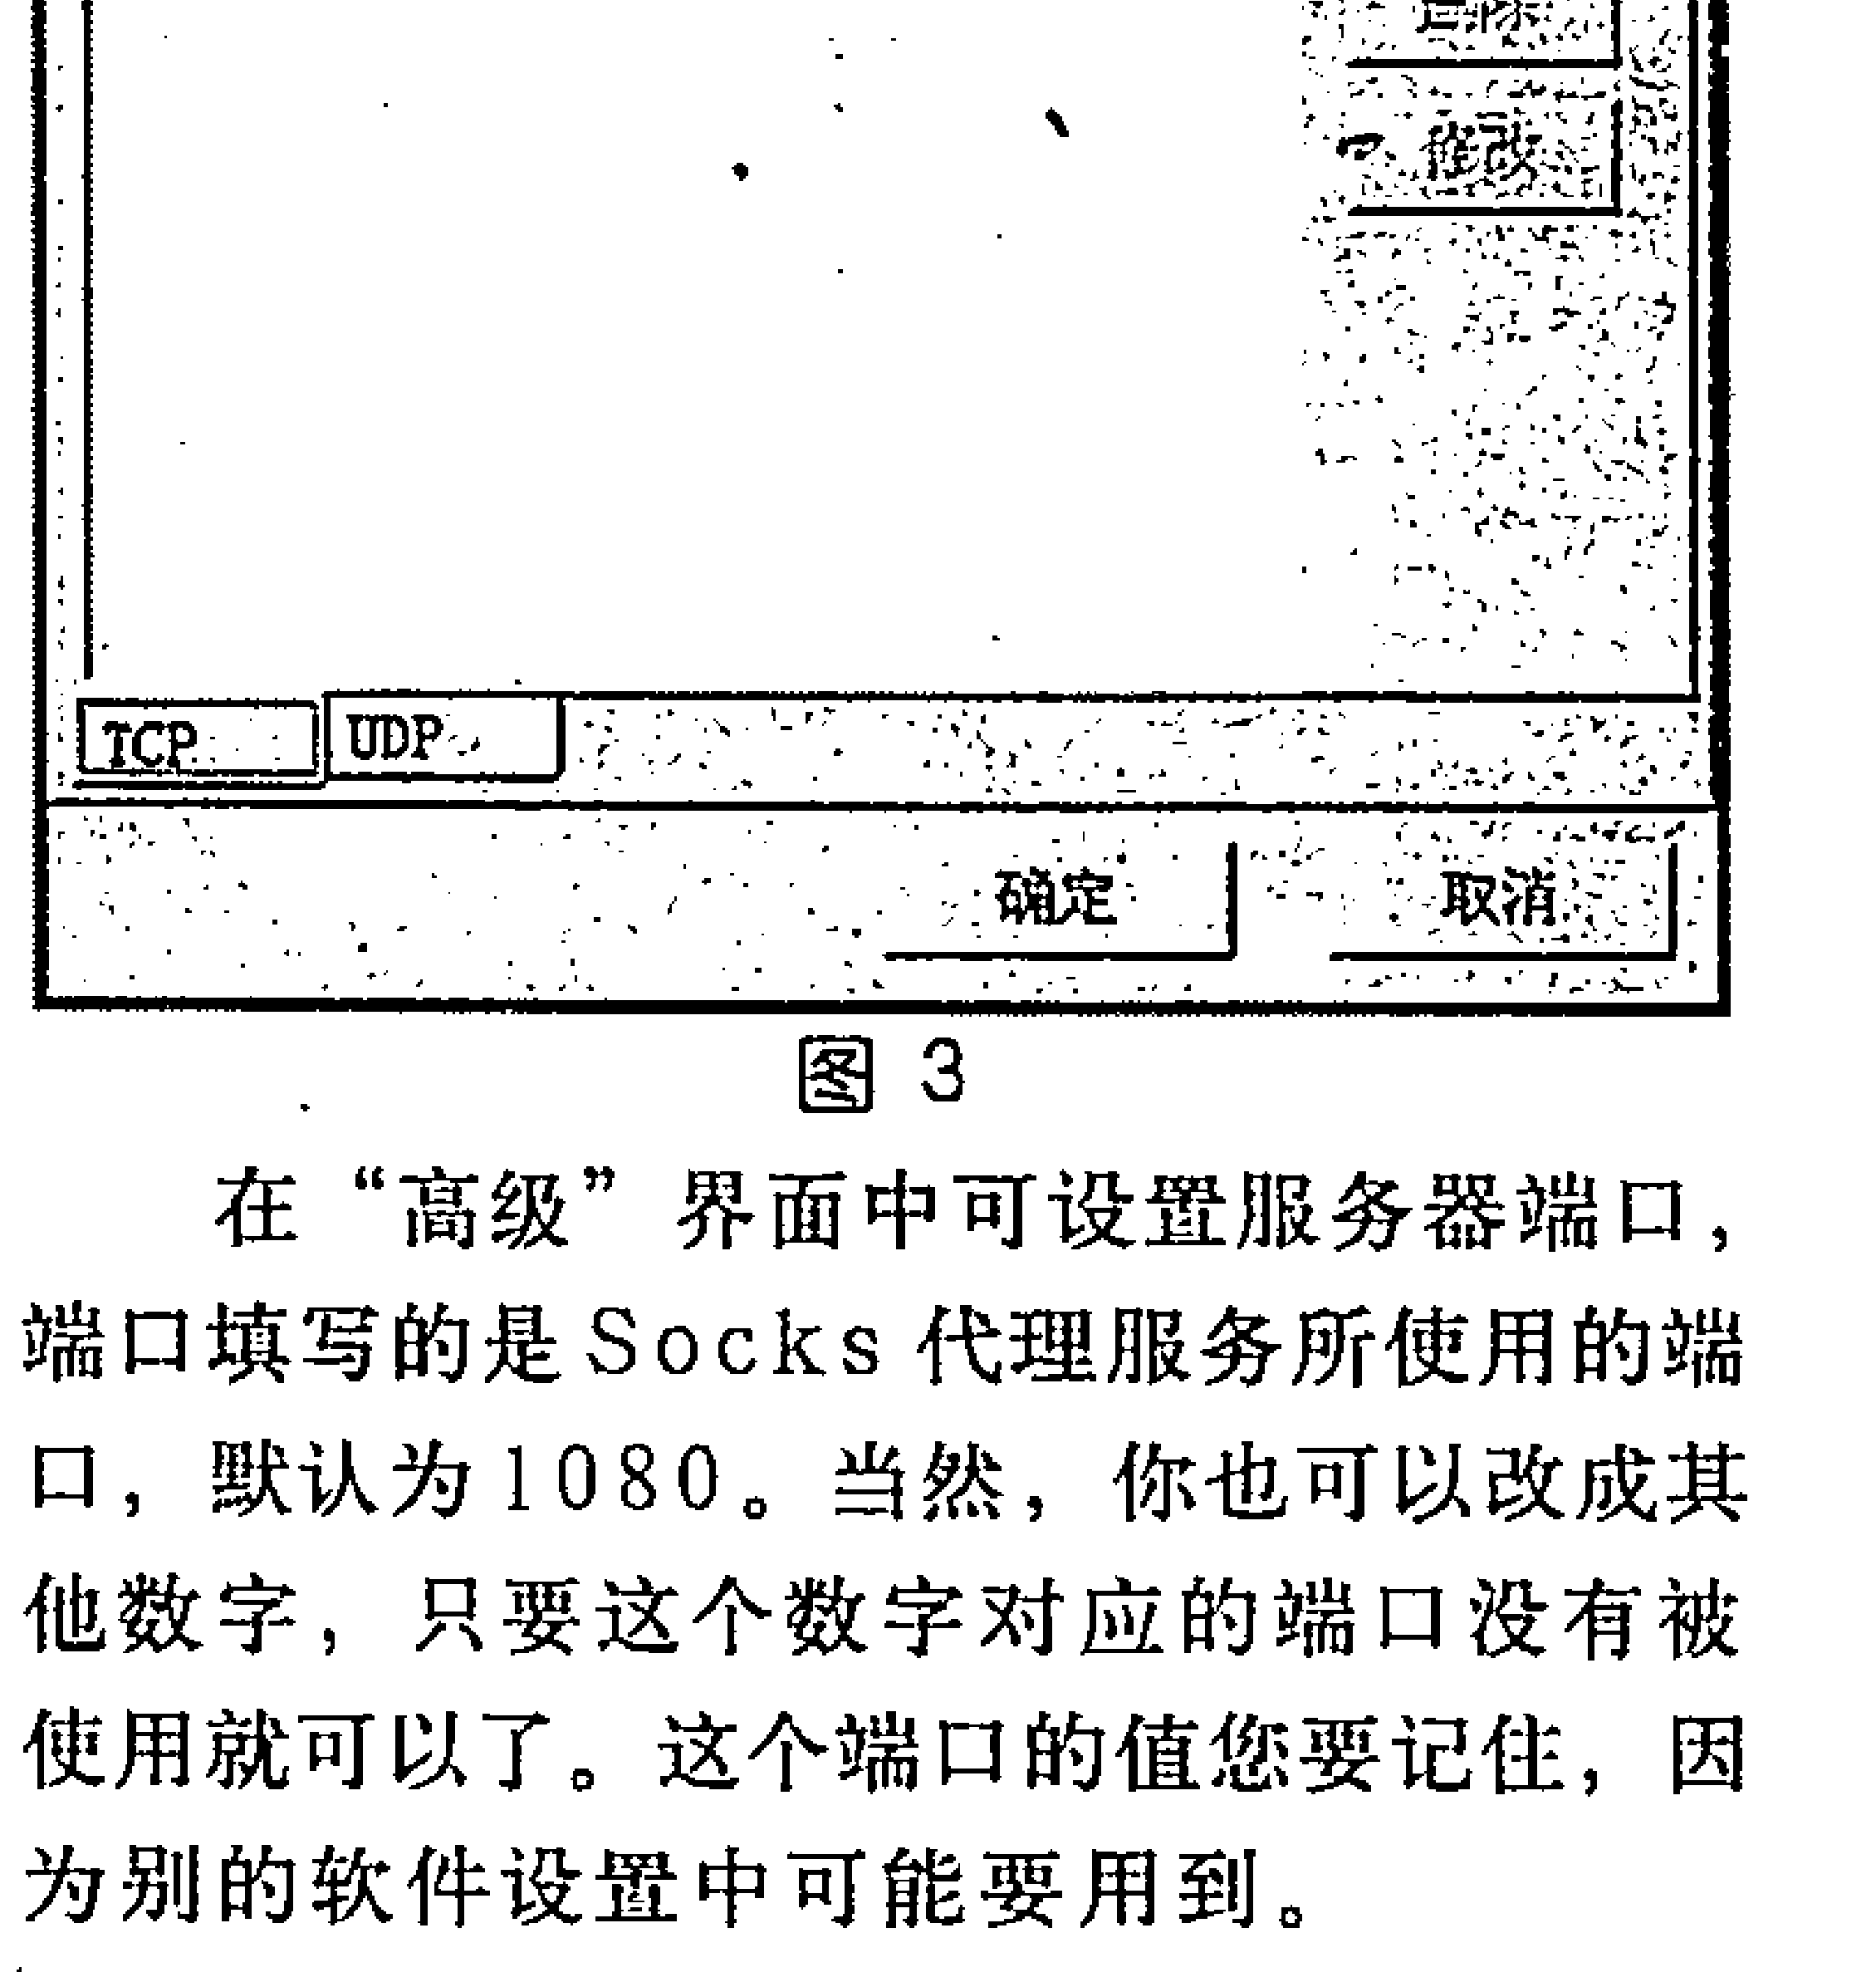 修改
TCP UDP
确定 取消
图 3
在“高级”界面中可设置服务器端口，
端口填写的是Socks代理服务所使用的端
口，默认为1080。当然，你也可以改成其
他数字，只要这个数字对应的端口没有被
使用就可以了。这个端口的值您要记住，因
为别的软件设置中可能要用到。